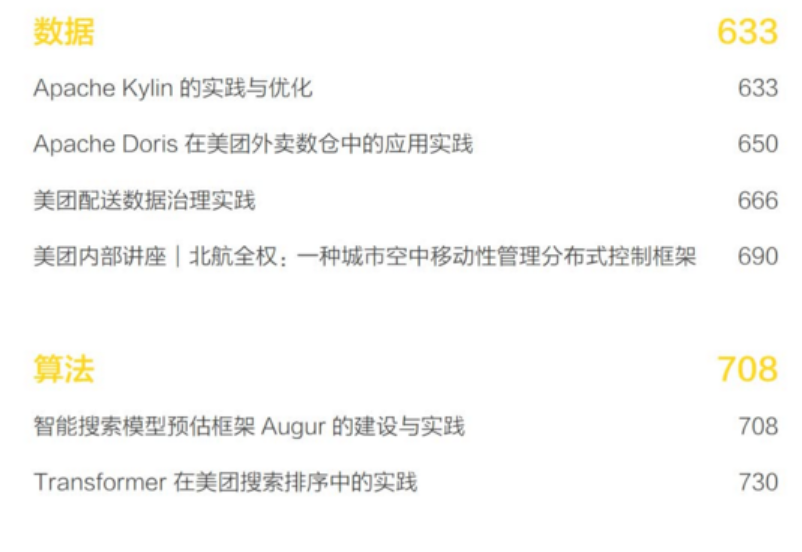 数据 633
Apache Kylin 的实践与优化 633
Apache Doris 在美团外卖数仓中的应用实践 650
美团配送数据治理实践 666
美团内部讲座｜北航全权：一种城市空中移动性管理分布式控制框架 690
算法 708
智能搜索模型预估框架 Augur 的建设与实践 708
Transformer 在美团搜索排序中的实践 730